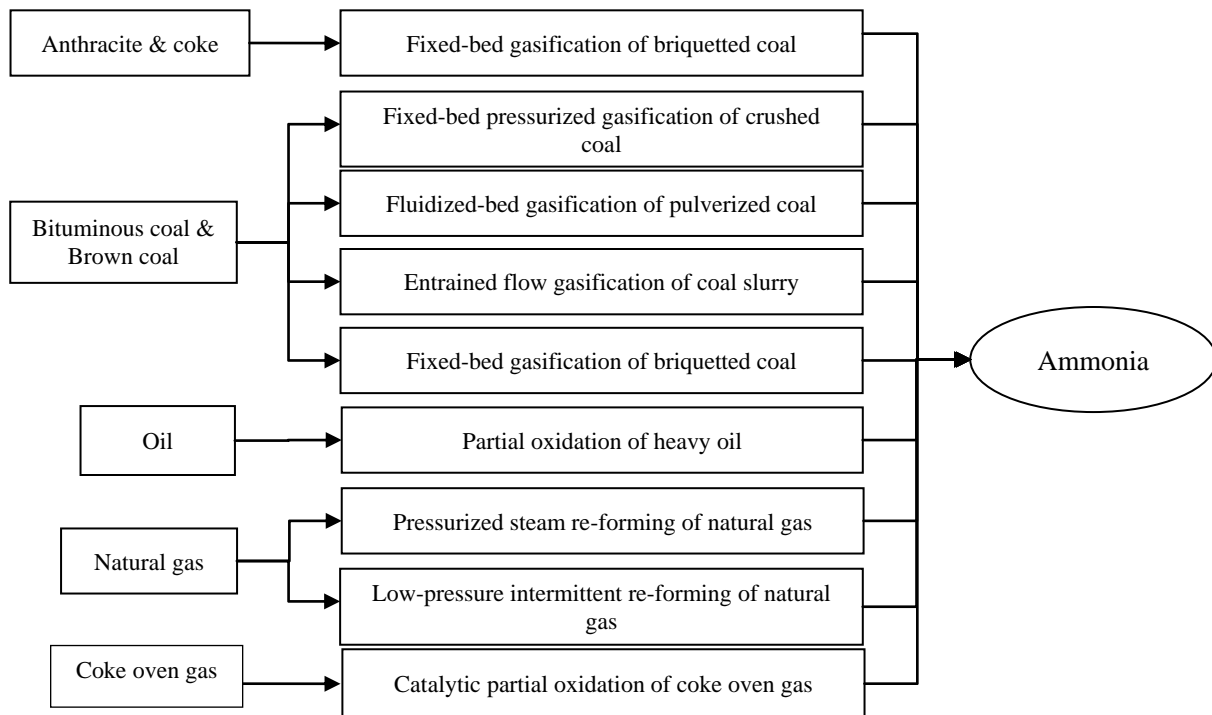 Anthracite & coke
Fixed-bed gasification of briquetted coal
Fixed-bed pressurized gasification of crushed
coal
Fluidized-bed gasification of pulverized coal
Bituminous coal &
Brown coal
Entrained flow gasification of coal slurry
Fixed-bed gasification of briquetted coal
Ammonia
Oil
Partial oxidation of heavy oil
Pressurized steam re-forming of natural gas
Natural gas
Low-pressure intermittent re-forming of natural
gas
Coke oven gas
Catalytic partial oxidation of coke oven gas